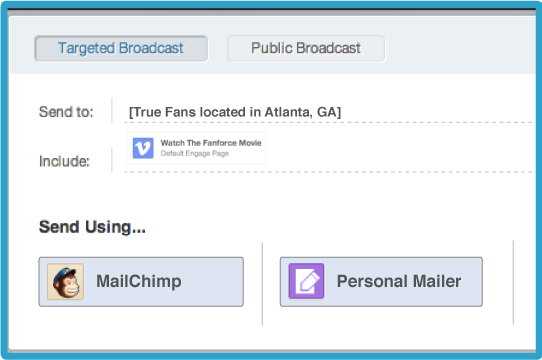 Targeted Broadcast Public Broadcast
Send to: [True Fans located in Atlanta, GA]
Watch The Fanforce Movie
Include: Default Engage Page
Send Using...
MailChimp Personal Mailer